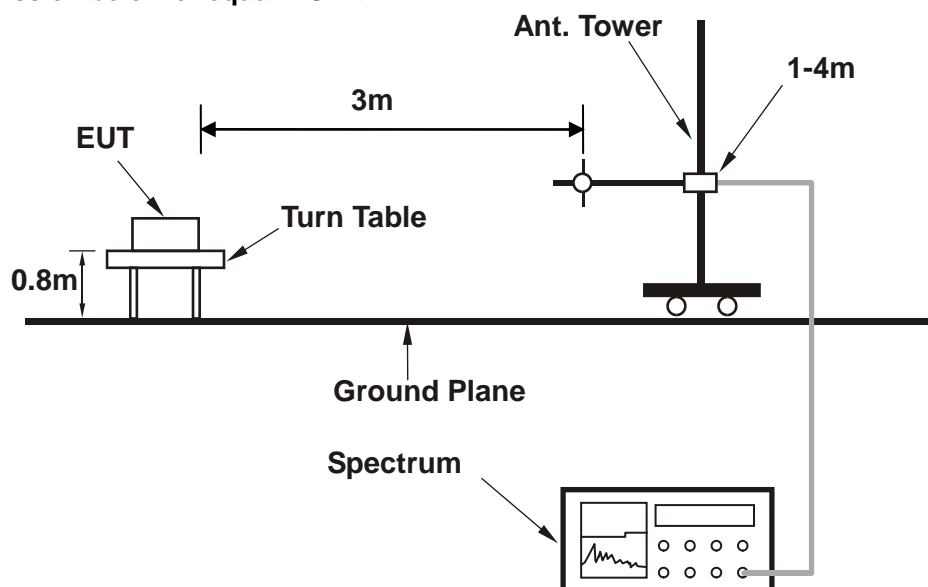 Ant. Tower
1-4m
3m
EUT
Turn Table
0.8m
Ground Plane
Spectrum